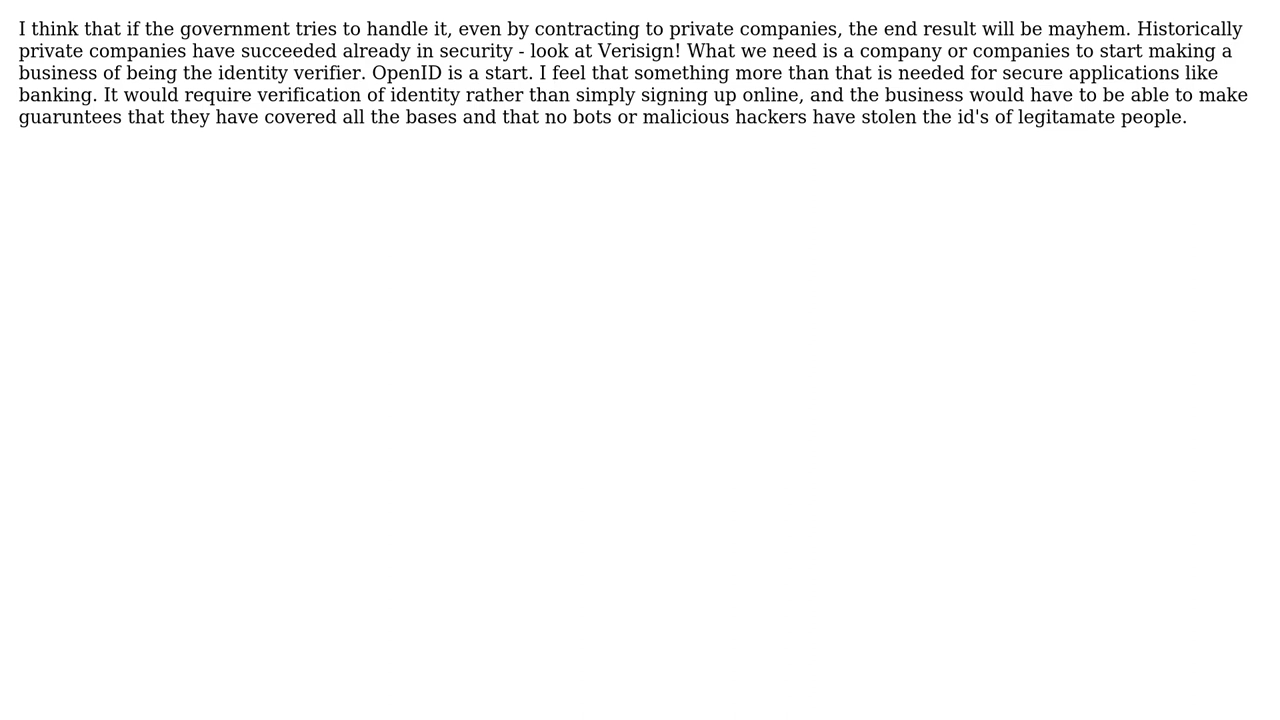 I think that if the government tries to handle it, even by contracting to private companies, the end result will be mayhem. Historically
private companies have succeeded already in security - look at Verisign! What we need is a company or companies to start making a
business of being the identity verifier. OpenID is a start. I feel that something more than that is needed for secure applications like
banking. It would require verification of identity rather than simply signing up online, and the business would have to be able to make
guaruntees that they have covered all the bases and that no bots or malicious hackers have stolen the id's of legitamate people.